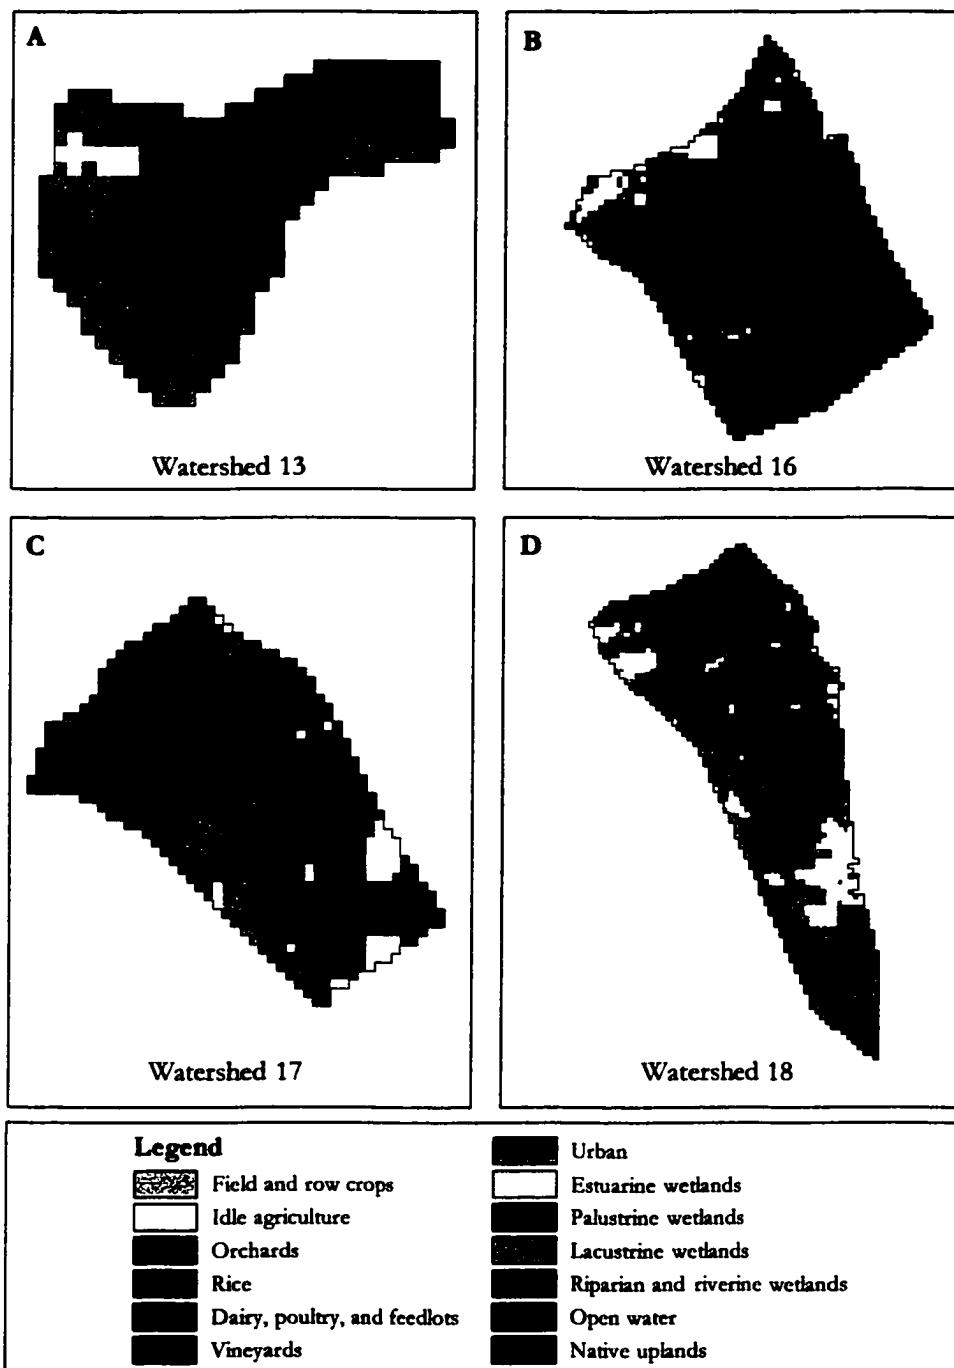 A
Watershed 13
B
Watershed 16
C
Watershed 17
D
Watershed 18
Legend
Field and row crops
Idle agriculture
Orchards
Rice
Dairy, poultry, and feedlots
Vineyards
Urban
Estuarine wetlands
Palustrine wetlands
Lacustrine wetlands
Riparian and riverine wetlands
Open water
Native uplands